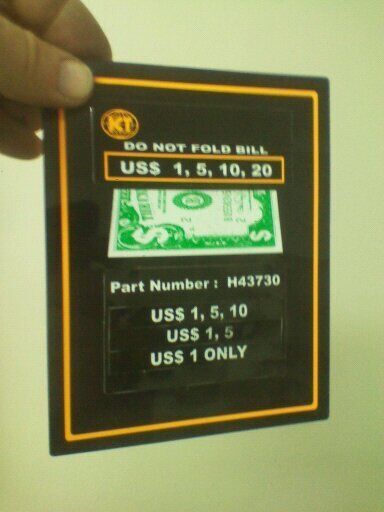 KT
DO NOT FOLD BILL
US$ 1, 5, 10, 20
Part Number : H43730
US$ 1, 5, 10
US$ 1, 5
US$ 1 ONLY